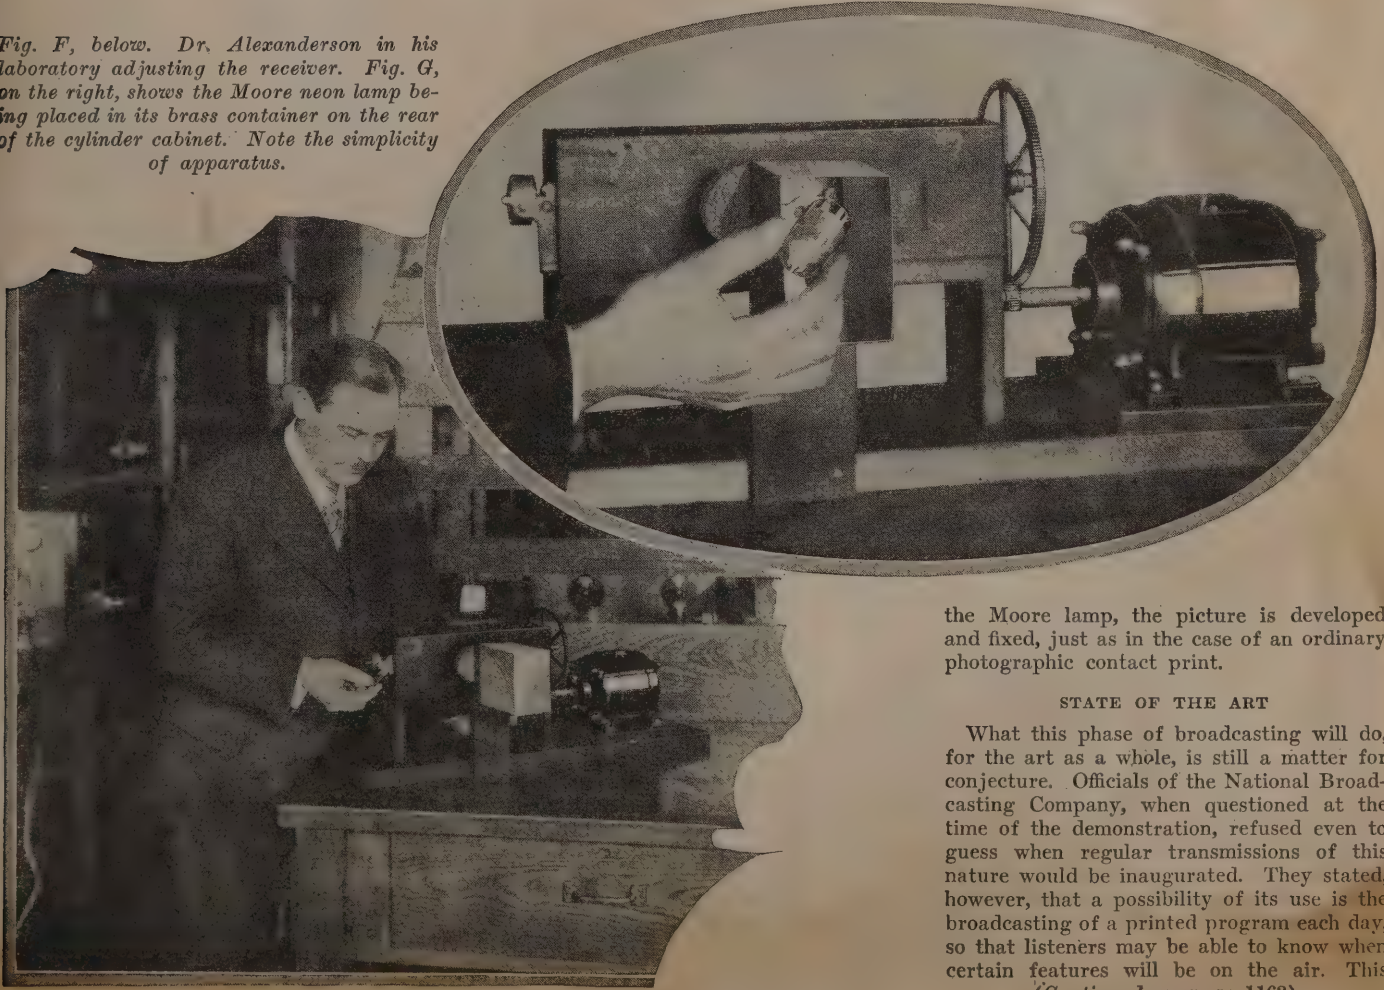 Fig. F, below. Dr. Alexanderson in his
laboratory adjusting the receiver. Fig. G,
on the right, shows the Moore neon lamp be-
ing placed in its brass container on the rear
of the cylinder cabinet. Note the simplicity
of apparatus.
the Moore lamp, the picture is developed
and fixed, just as in the case of an ordinary
photographic contact print.
STATE OF THE ART
What this phase of broadcasting will do,
for the art as a whole, is still a matter for
conjecture. Officials of the National Broad-
casting Company, when questioned at the
time of the demonstration, refused even to
guess when regular transmissions of this
nature would be inaugurated. They stated,
however, that a possibility of its use is the
broadcasting of a printed program each day,
so that listeners may be able to know when
certain features will be on the air. This